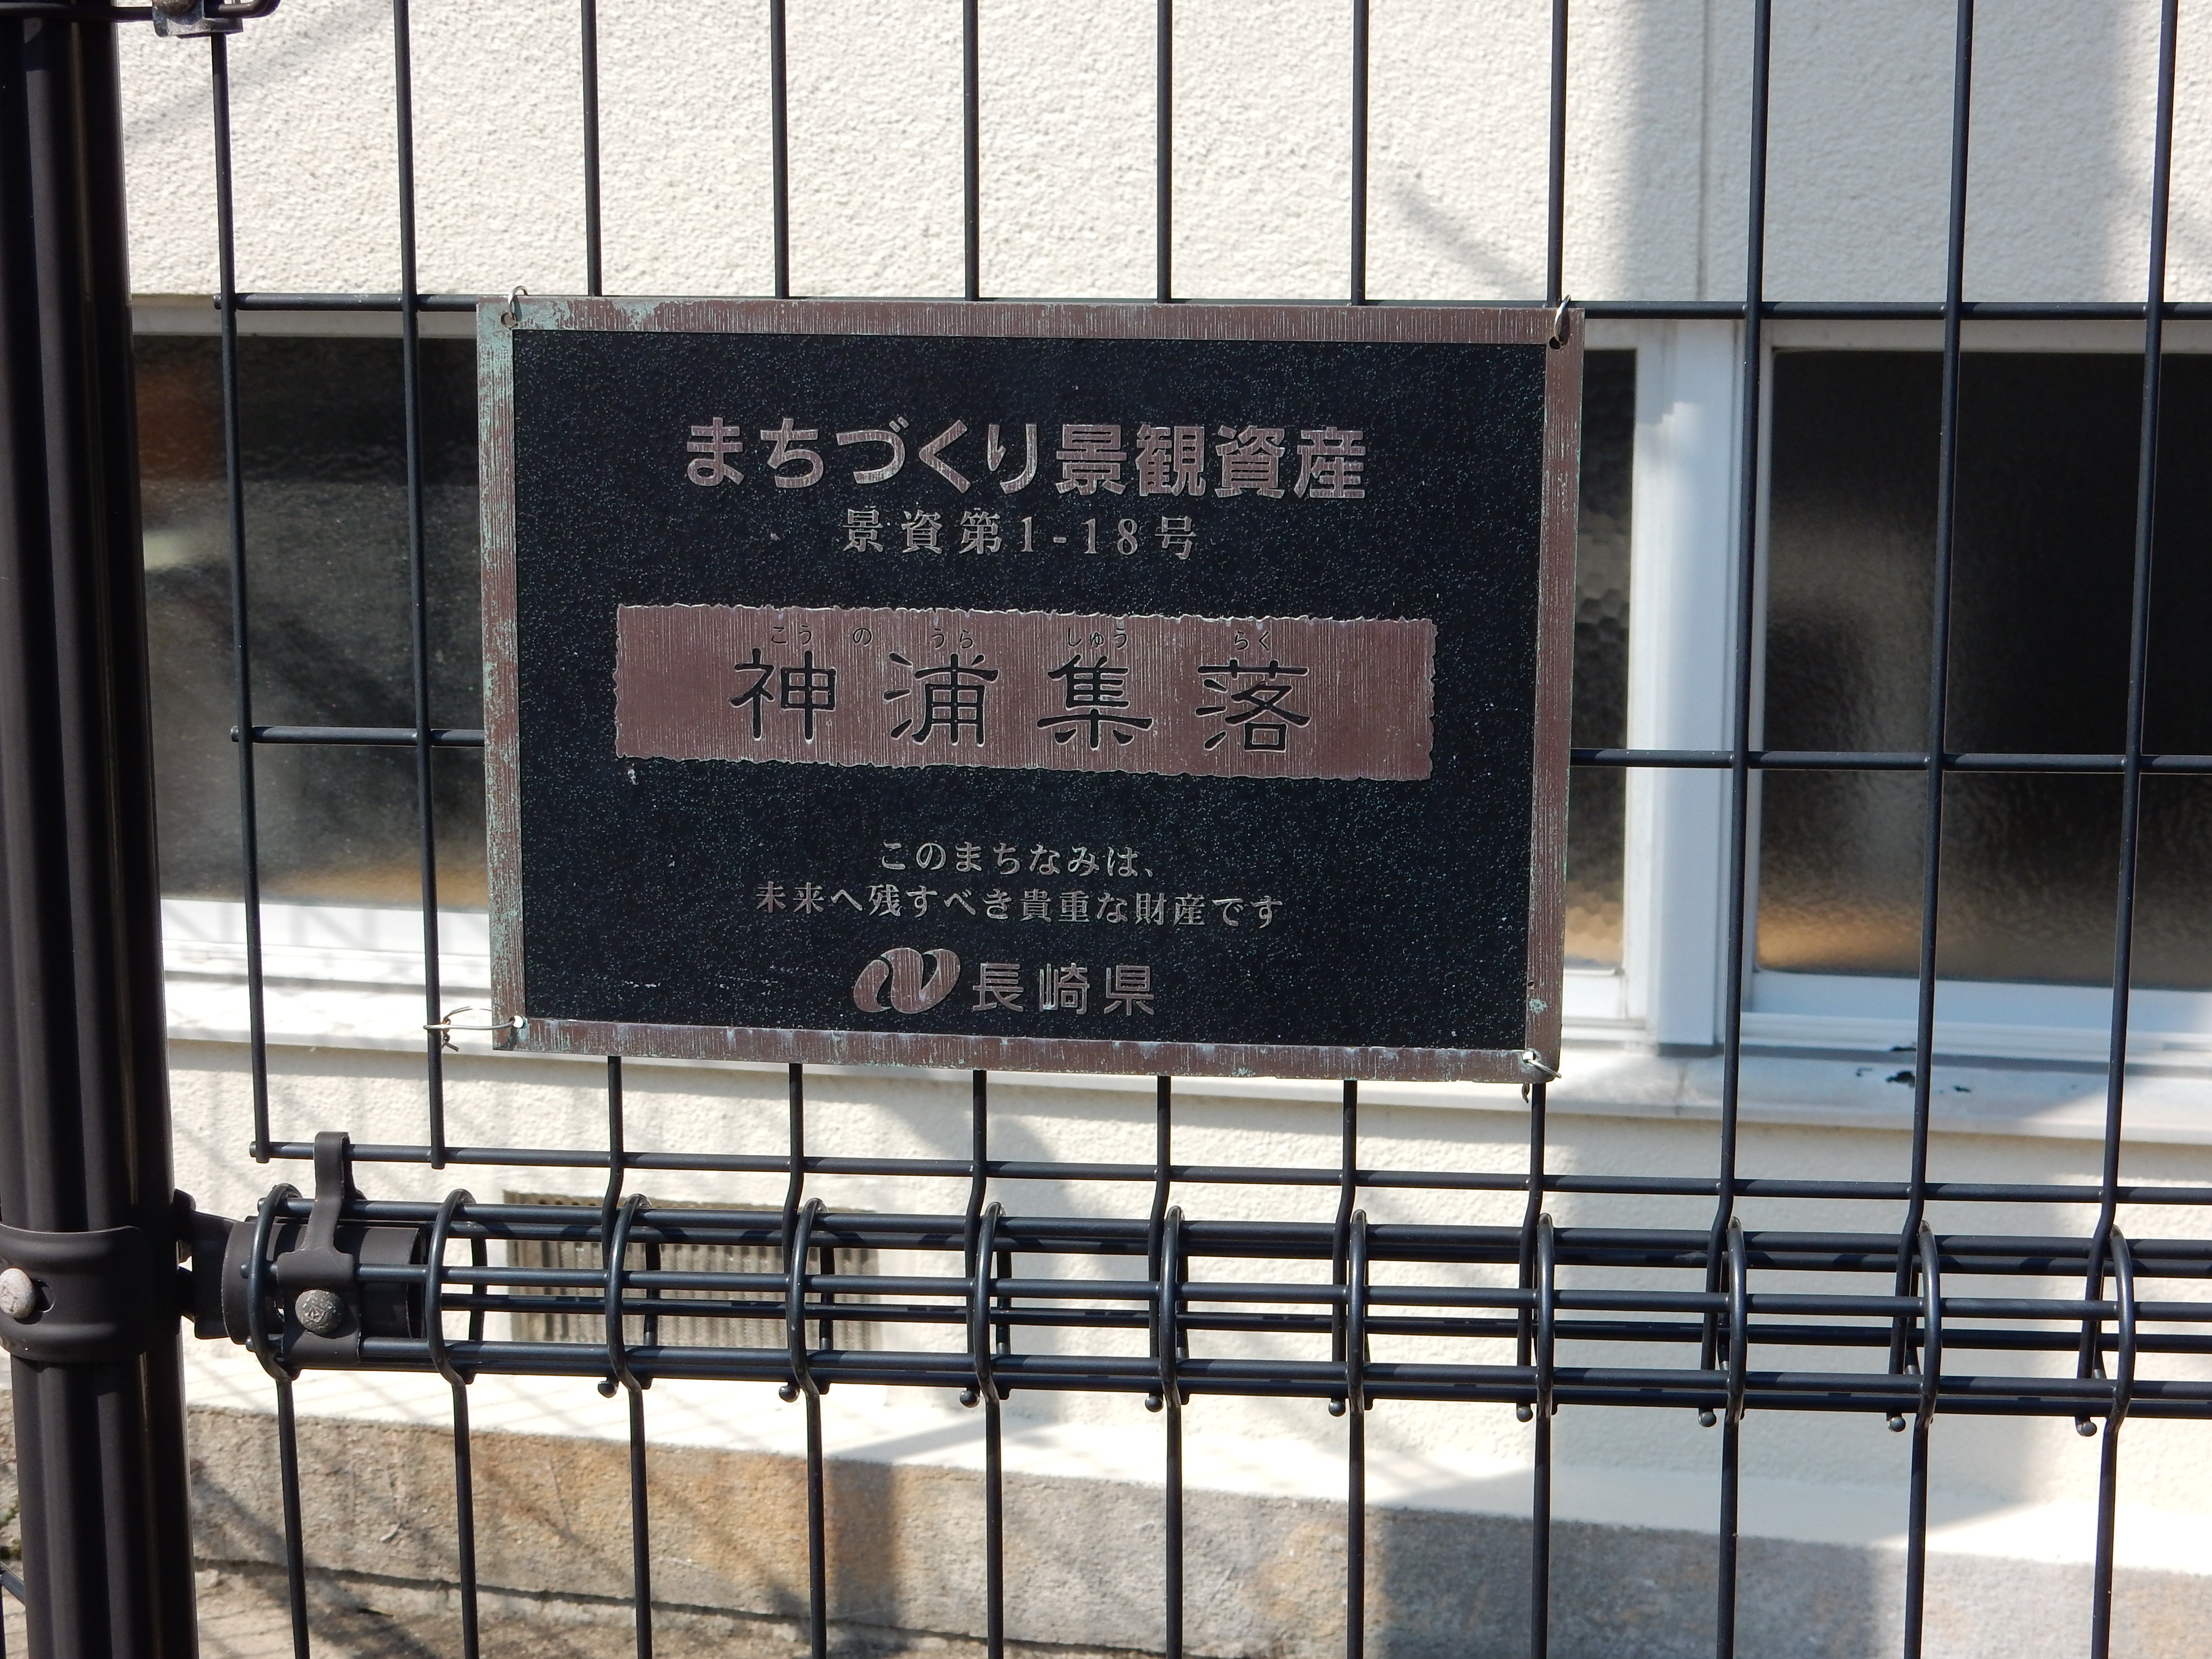 まちづくり景観資産
景資第1-18号
こうのうらしゅうらく
神浦集落
このまちなみは、
未来へ残すべき貴重な財産です
長崎県